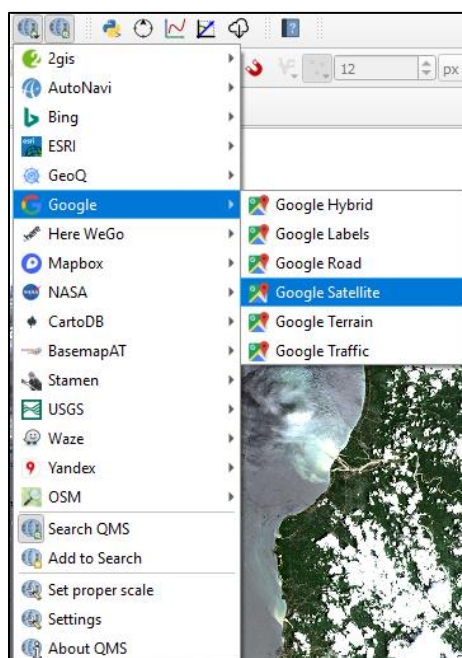 12
px
2gis
AutoNavi
Bing
ESRI
GeoQ
Google
Here WeGo
Mapbox
NASA
CartoDB
BasemapAT
Stamen
USGS
Waze
Yandex
OSM
Search QMS
Add to Search
Set proper scale
Settings
About QMS
Google Hybrid
Google Labels
Google Road
Google Satellite
Google Terrain
Google Traffic